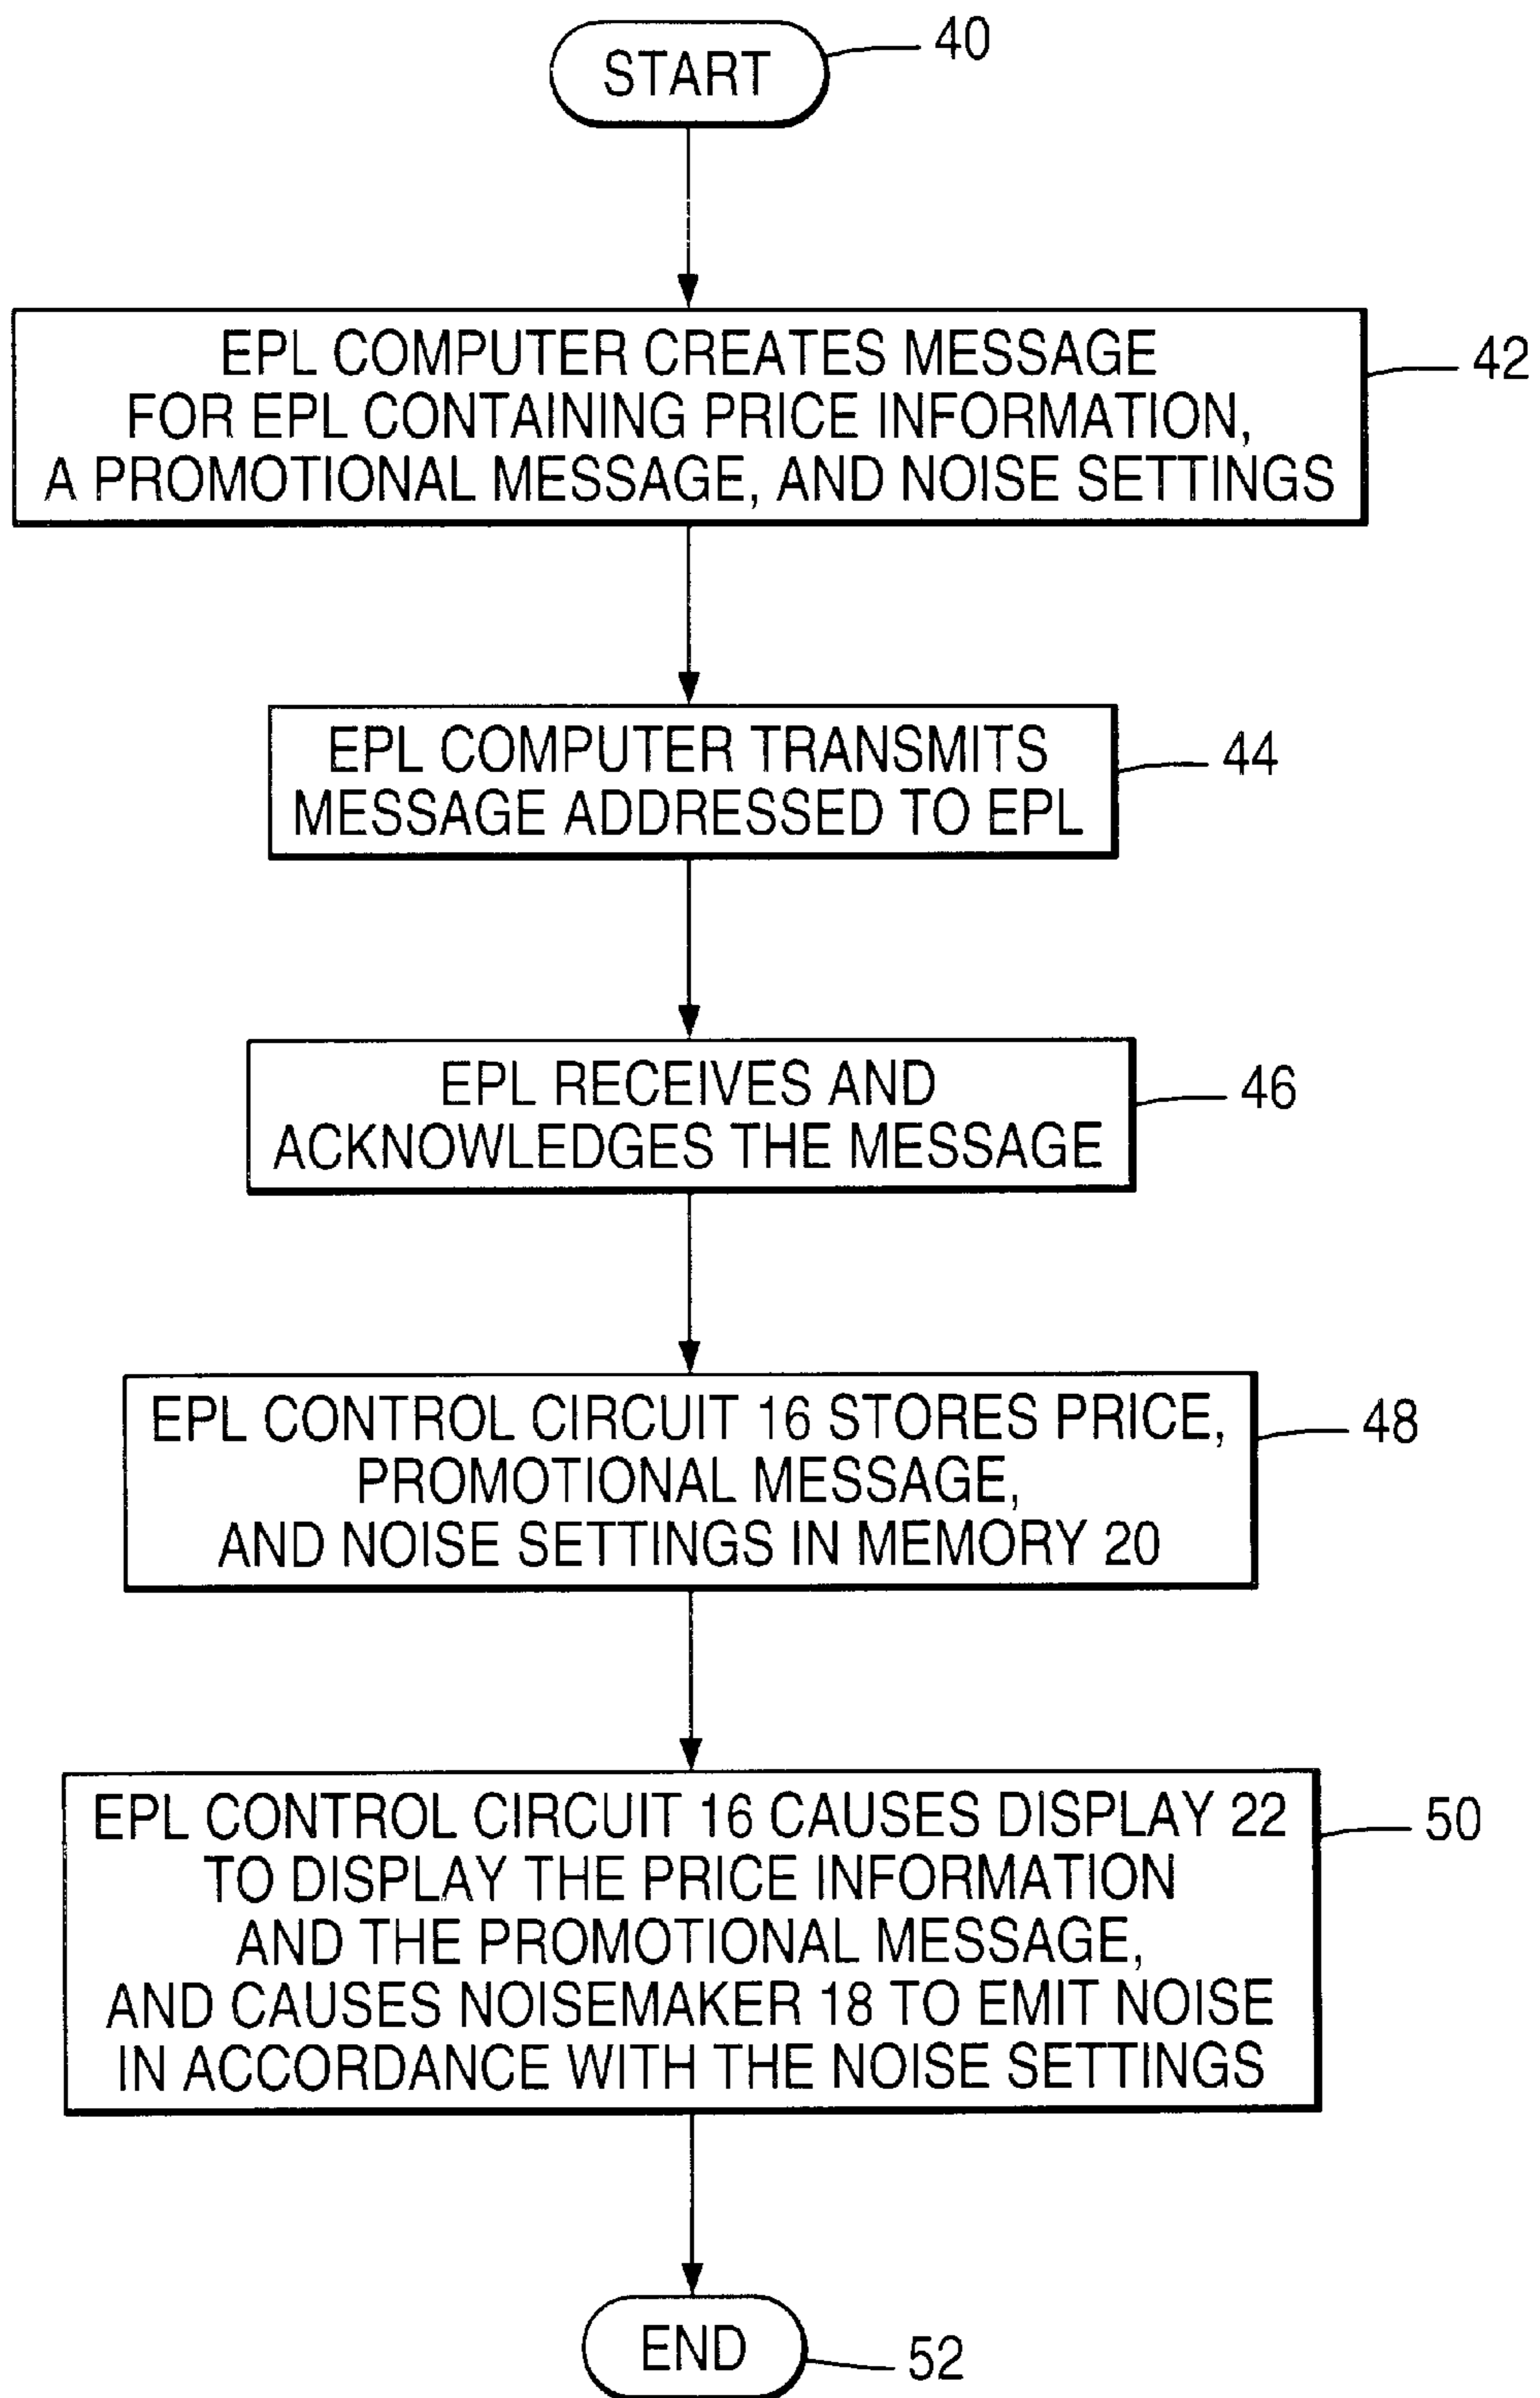 START
40
EPL COMPUTER CREATES MESSAGE
FOR EPL CONTAINING PRICE INFORMATION,
A PROMOTIONAL MESSAGE, AND NOISE SETTINGS
42
EPL COMPUTER TRANSMITS
MESSAGE ADDRESSED TO EPL
44
EPL RECEIVES AND
ACKNOWLEDGES THE MESSAGE
46
EPL CONTROL CIRCUIT 16 STORES PRICE,
PROMOTIONAL MESSAGE,
AND NOISE SETTINGS IN MEMORY 20
48
EPL CONTROL CIRCUIT 16 CAUSES DISPLAY 22
TO DISPLAY THE PRICE INFORMATION
AND THE PROMOTIONAL MESSAGE,
AND CAUSES NOISEMAKER 18 TO EMIT NOISE
IN ACCORDANCE WITH THE NOISE SETTINGS
50
END
52